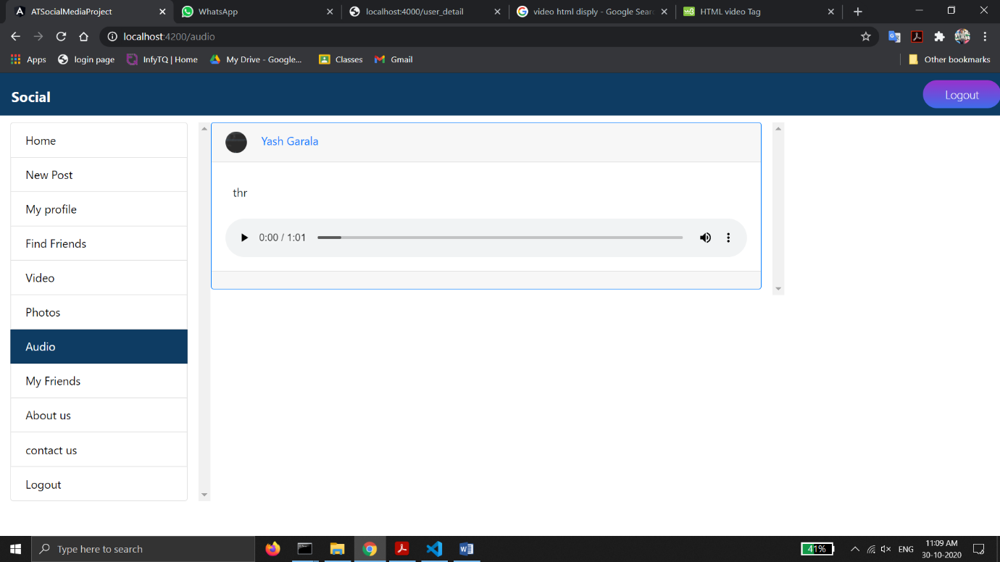 ATSocialMediaProject
WhatsApp
localhost:4000/user_detail
video html disply - Google Sear
HTML video Tag
localhost:4200/audio
Apps
login page
InfyTQ | Home
My Drive - Google...
Classes
Gmail
Other bookmarks
Social
Logout
Home
New Post
My profile
Find Friends
Video
Photos
Audio
My Friends
About us
contact us
Logout
Yash Garala
thr
0:00 / 1:01
Type here to search
41%
ENG
11:09 AM
30-10-2020